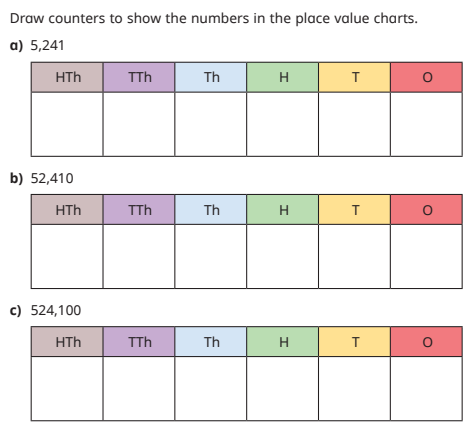 Draw counters to show the numbers in the place value charts.
a) 5,241
HTh TTh Th H T O
b) 52,410
HTh TTh Th H T O
c) 524,100
HTh TTh Th H T O